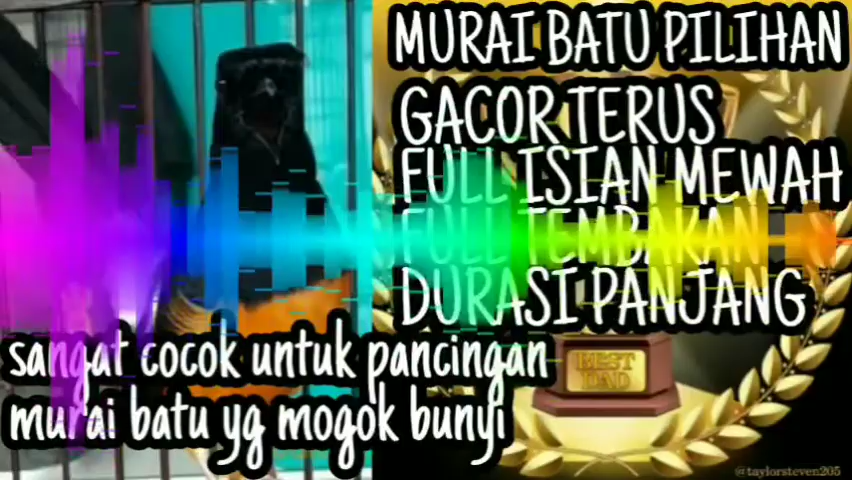 MURAI BATU PILIHAN
GACOR TERUS
FULL ISIAN MEWAH
FULL TEMBAKAN
DURASI PANJANG
sangat cocok untuk pancingan
murai batu yg mogok bunyi
BEST
DAD
@taylorsteven205